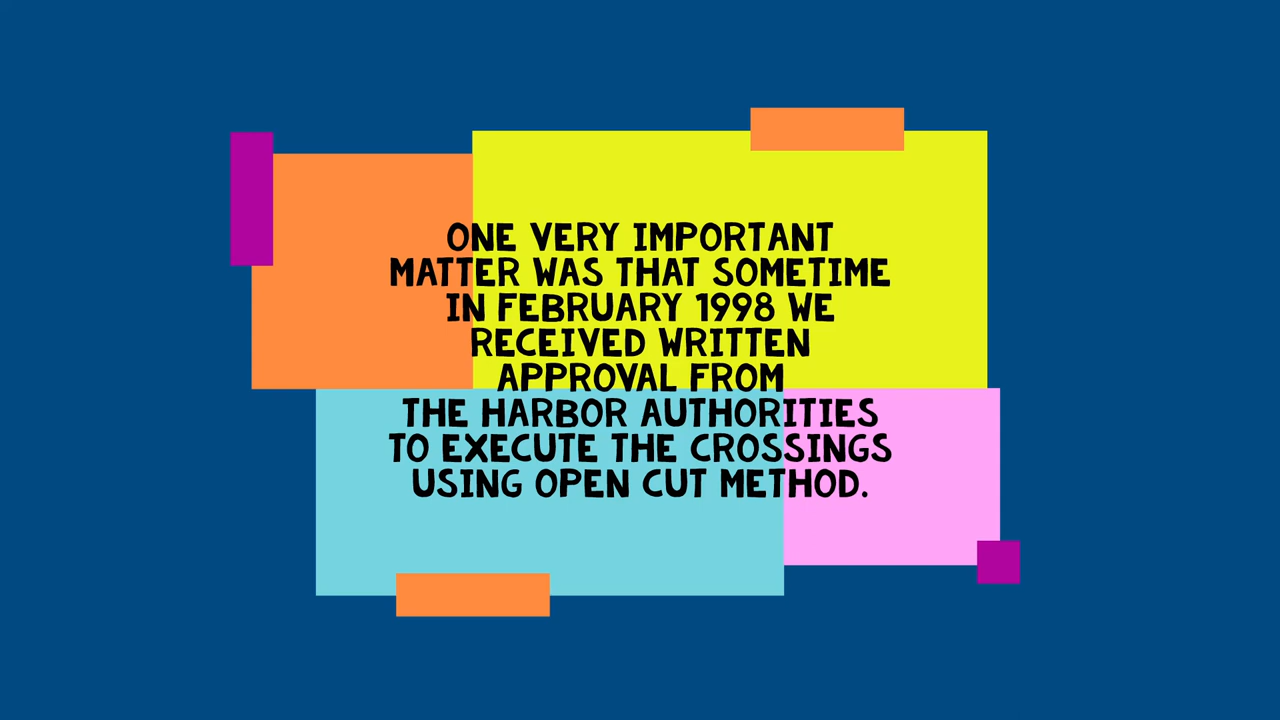 ONE VERY IMPORTANT
MATTER WAS THAT SOMETIME
IN FEBRUARY 1998 WE
RECEIVED WRITTEN
APPROVAL FROM
THE HARBOR AUTHORITIES
TO EXECUTE THE CROSSINGS
USING OPEN CUT METHOD.